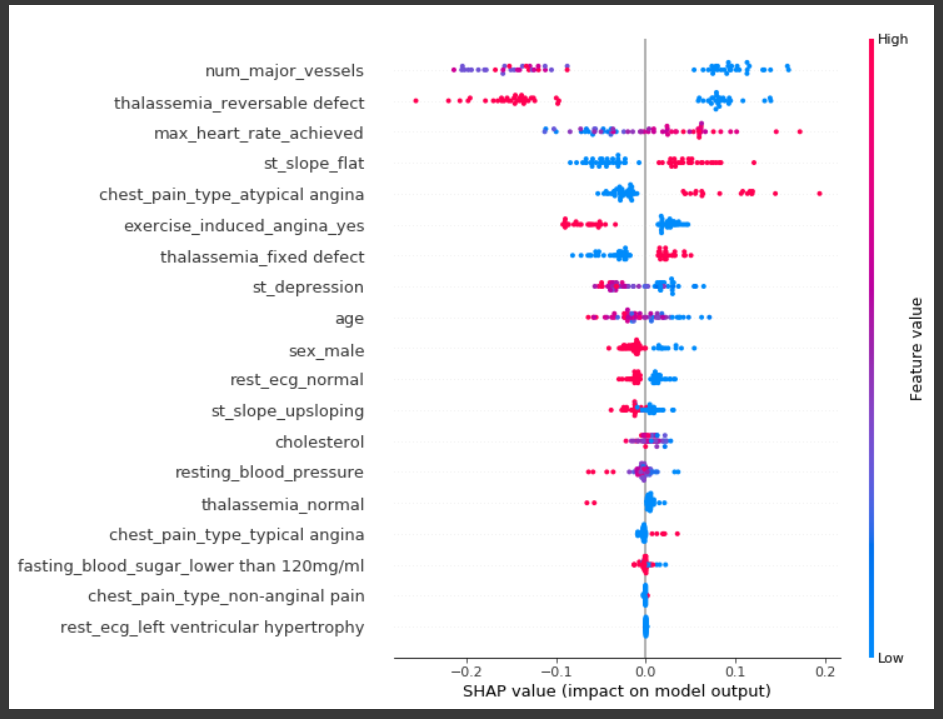 High
num_major_vessels
thalassemia_reversable defect
max_heart_rate_achieved
st_slope_flat
chest_pain_type_atypical angina
exercise_induced_angina_yes
thalassemia_fixed defect
st_depression
age
sex_male
rest_ecg_normal
st_slope_upsloping
cholesterol
resting_blood_pressure
thalassemia_normal
chest_pain_type_typical angina
fasting_blood_sugar_lower than 120mg/ml
chest_pain_type_non-anginal pain
rest_ecg_left ventricular hypertrophy
Feature value
Low
−0.2 −0.1 0.0 0.1 0.2
SHAP value (impact on model output)